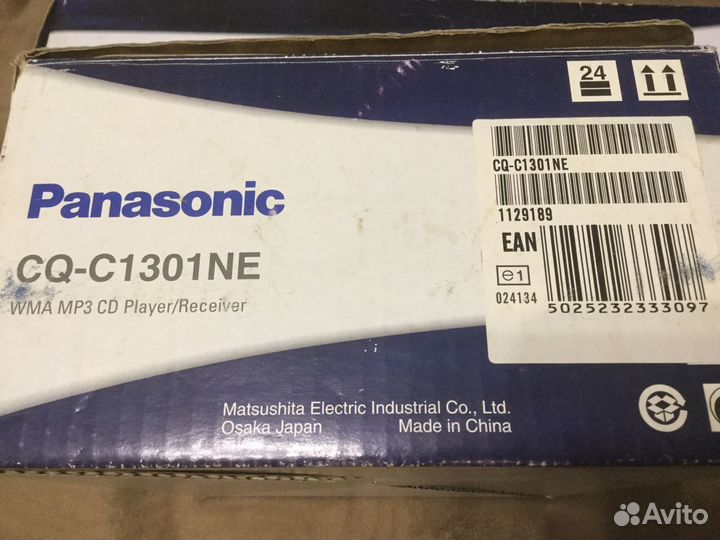 24
CQ-C1301NE
1129189
EAN
e1
024134
5025232333097
Panasonic
CQ-C1301NE
WMA MP3 CD Player/Receiver
Matsushita Electric Industrial Co., Ltd.
Osaka Japan Made in China
Avito